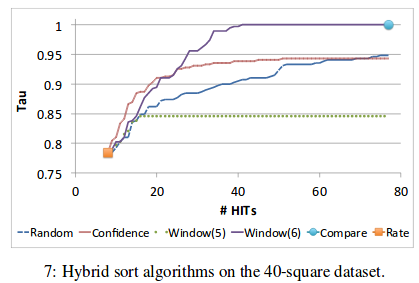 1
0.95
0.9
0.85
0.8
0.75
Tau
0 20 40 60 80
# HITs
Random Confidence Window(5) Window(6) Compare Rate
7: Hybrid sort algorithms on the 40-square dataset.